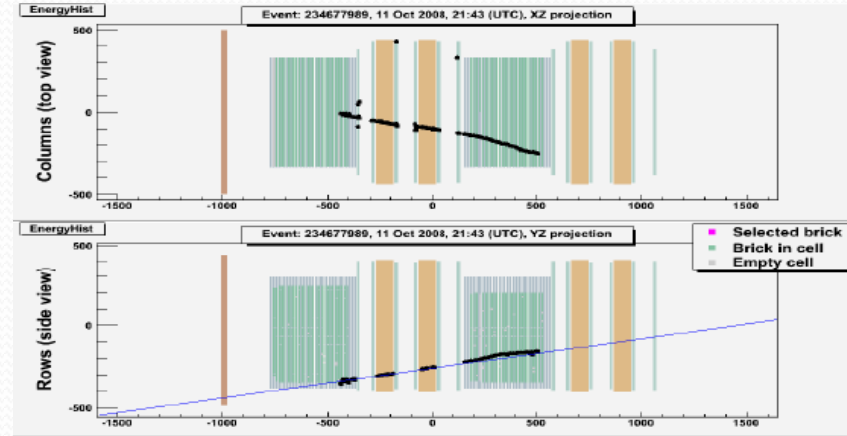 EnergyHist
Event: 234677989, 11 Oct 2008, 21:43 (UTC), XZ projection
Columns (top view)
500
0
-500
-1500 -1000 -500 0 500 1000 1500
EnergyHist
Event: 234677989, 11 Oct 2008, 21:43 (UTC), YZ projection
Selected brick
Brick in cell
Empty cell
Rows (side view)
500
0
-500
-1500 -1000 -500 0 500 1000 1500